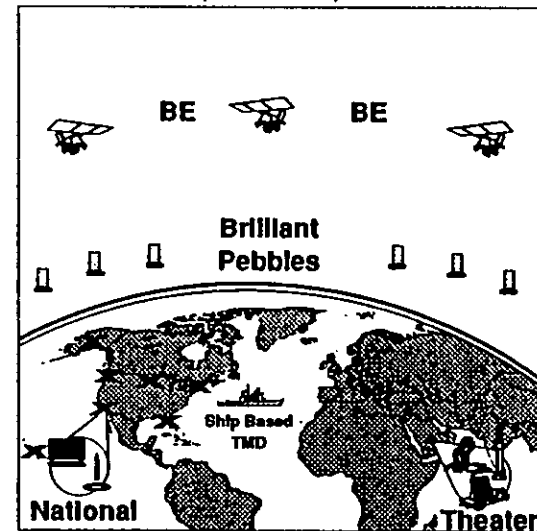 BE BE
Brilliant
Pebbles
Ship Based
TMD
National Theater